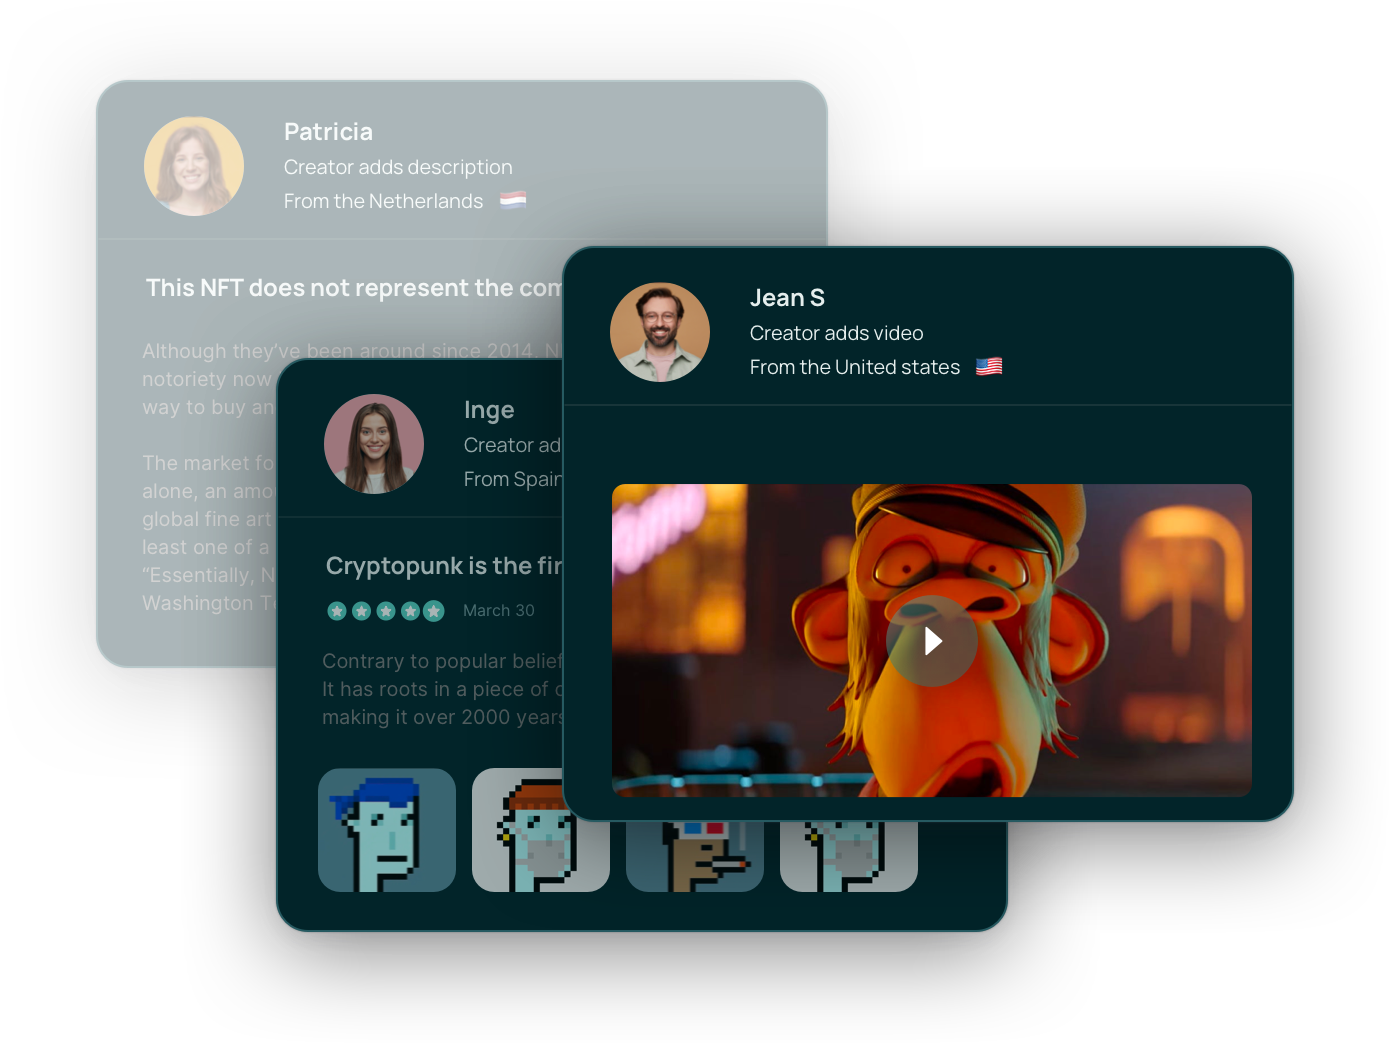 Patricia
Creator adds description
From the Netherlands
This NFT does not represent the com
Although they've been around since 2014, N
notoriety now
way to buy an
The market fo
alone, an amo
global fine art
least one of a
“Essentially, N
Washington T
Inge
Creator ad
From Spain
Cryptopunk is the fir
March 30
Contrary to popular belief
It has roots in a piece of c
making it over 2000 years
Jean S
Creator adds video
From the United states